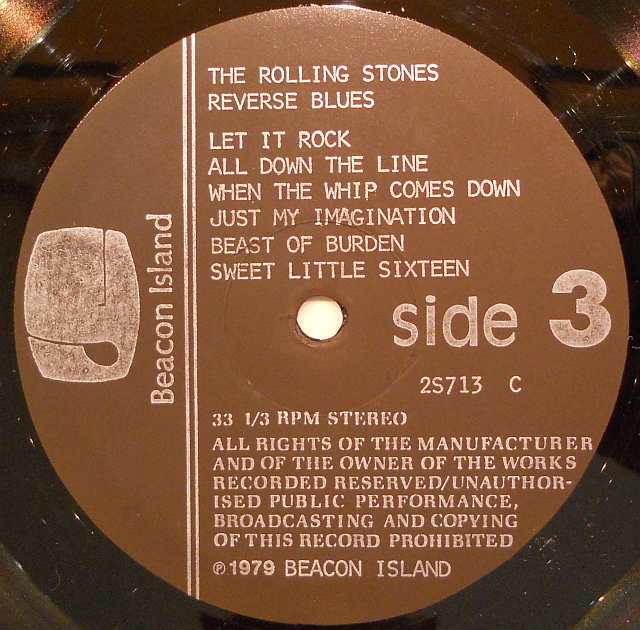 THE ROLLING STONES
REVERSE BLUES
LET IT ROCK
ALL DOWN THE LINE
WHEN THE WHIP COMES DOWN
JUST MY IMAGINATION
BEAST OF BURDEN
SWEET LITTLE SIXTEEN
Beacon Island
side 3
2S713 C
33 1/3 RPM STEREO
ALL RIGHTS OF THE MANUFACTURER
AND OF THE OWNER OF THE WORKS
RECORDED RESERVED/UNAUTHOR-
ISED PUBLIC PERFORMANCE,
BROADCASTING AND COPYING
OF THIS RECORD PROHIBITED
℗1979 BEACON ISLAND